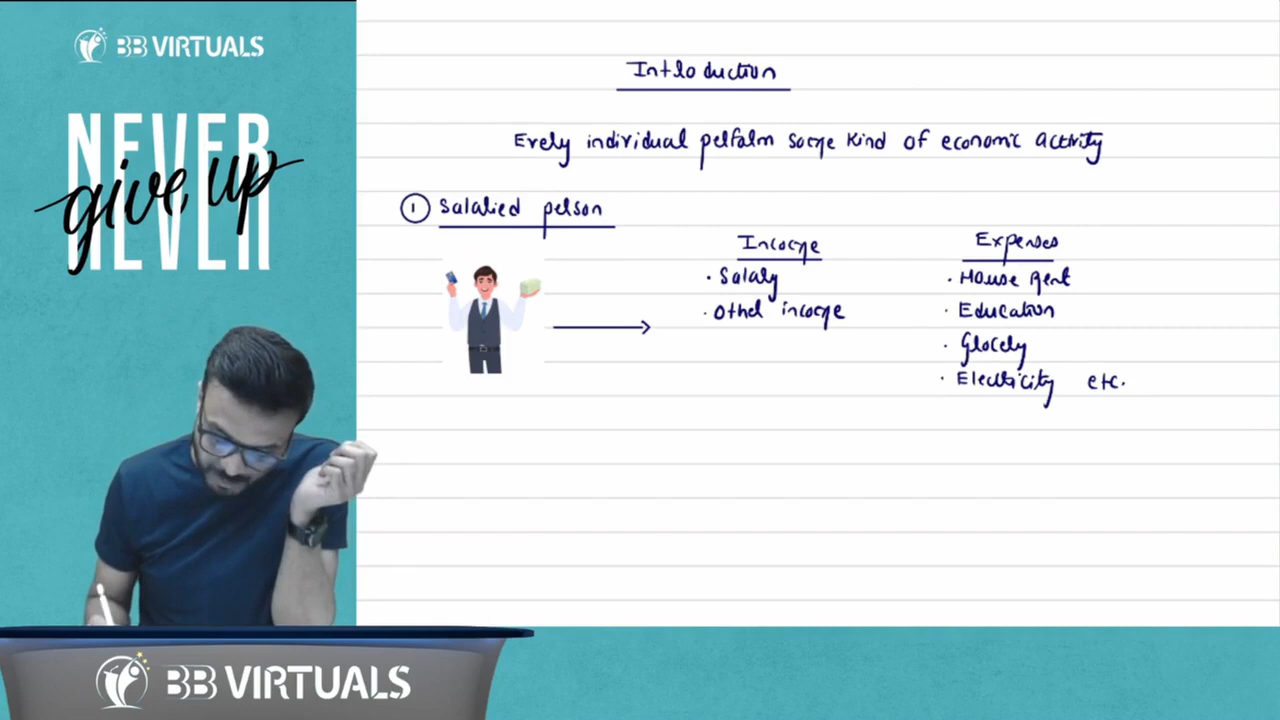 BB VIRTUALS
NEVER
give up
NEVER
Introduction
Every individual perform some kind of economic activity
① Salaried person
Income
• Salary
• Other income
Expenses
• House Rent
• Education
• Grocery
• Electricity etc.
BB VIRTUALS